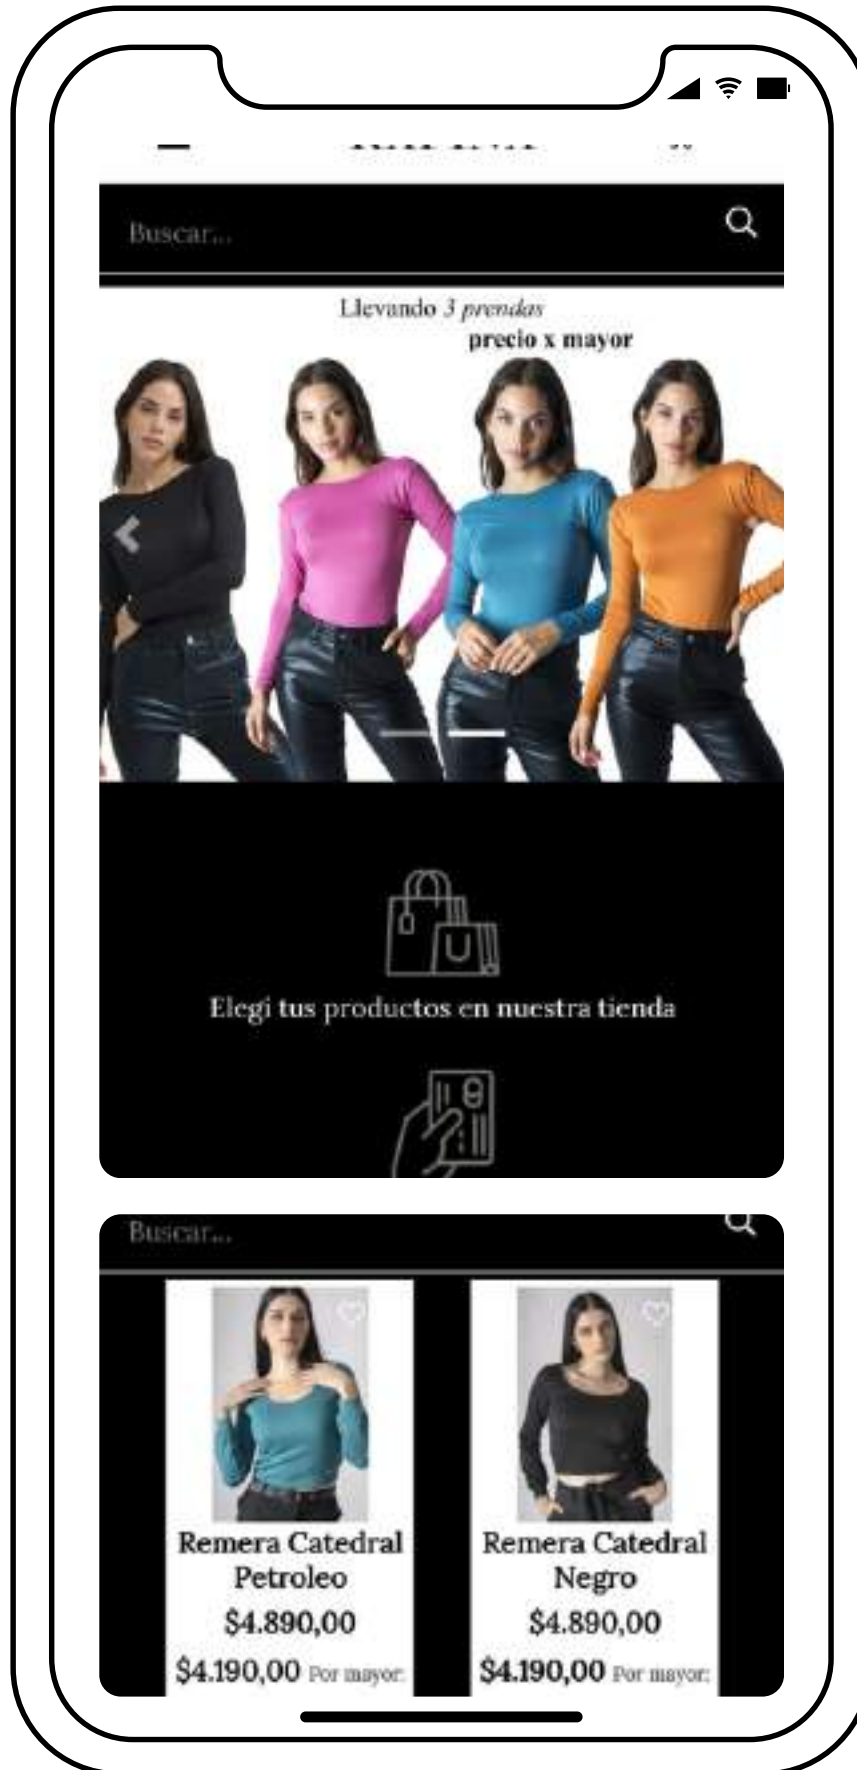 Buscar...
Llevando 3 prendas
precio x mayor
Elegi tus productos en nuestra tienda
Buscar...
Remera Catedral
Petroleo
$4.890,00
$4.190,00 Por mayor:
Remera Catedral
Negro
$4.890,00
$4.190,00 Por mayor: